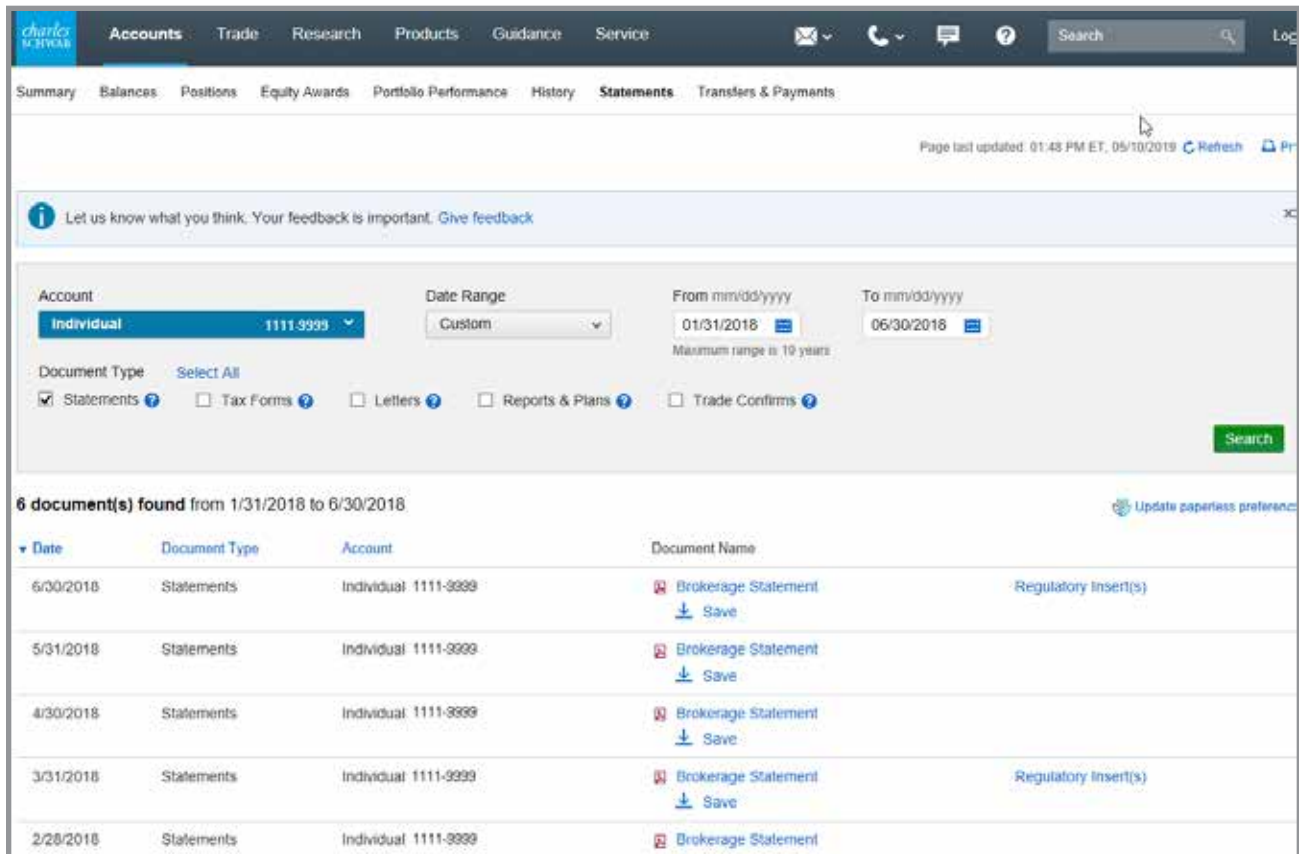 charles SCHWAB Accounts Trade Research Products Guidance Service Search Log
Summary Balances Positions Equity Awards Portfolio Performance History Statements Transfers & Payments
Page last updated: 01:48 PM ET, 05/10/2019 Refresh Pr
Let us know what you think. Your feedback is important. Give feedback
Account Date Range From mm/dd/yyyy To mm/dd/yyyy
Individual 1111-9999 Custom 01/31/2018 06/30/2018
Maximum range is 10 years
Document Type Select All
Statements Tax Forms Letters Reports & Plans Trade Confirms
Search
6 document(s) found from 1/31/2018 to 6/30/2018 Update paperless preferenc
Date Document Type Account Document Name
6/30/2018 Statements Individual 1111-9999 Brokerage Statement Regulatory Insert(s)
Save
5/31/2018 Statements Individual 1111-9999 Brokerage Statement
Save
4/30/2018 Statements Individual 1111-9999 Brokerage Statement
Save
3/31/2018 Statements Individual 1111-9999 Brokerage Statement Regulatory Insert(s)
Save
2/28/2018 Statements Individual 1111-9999 Brokerage Statement